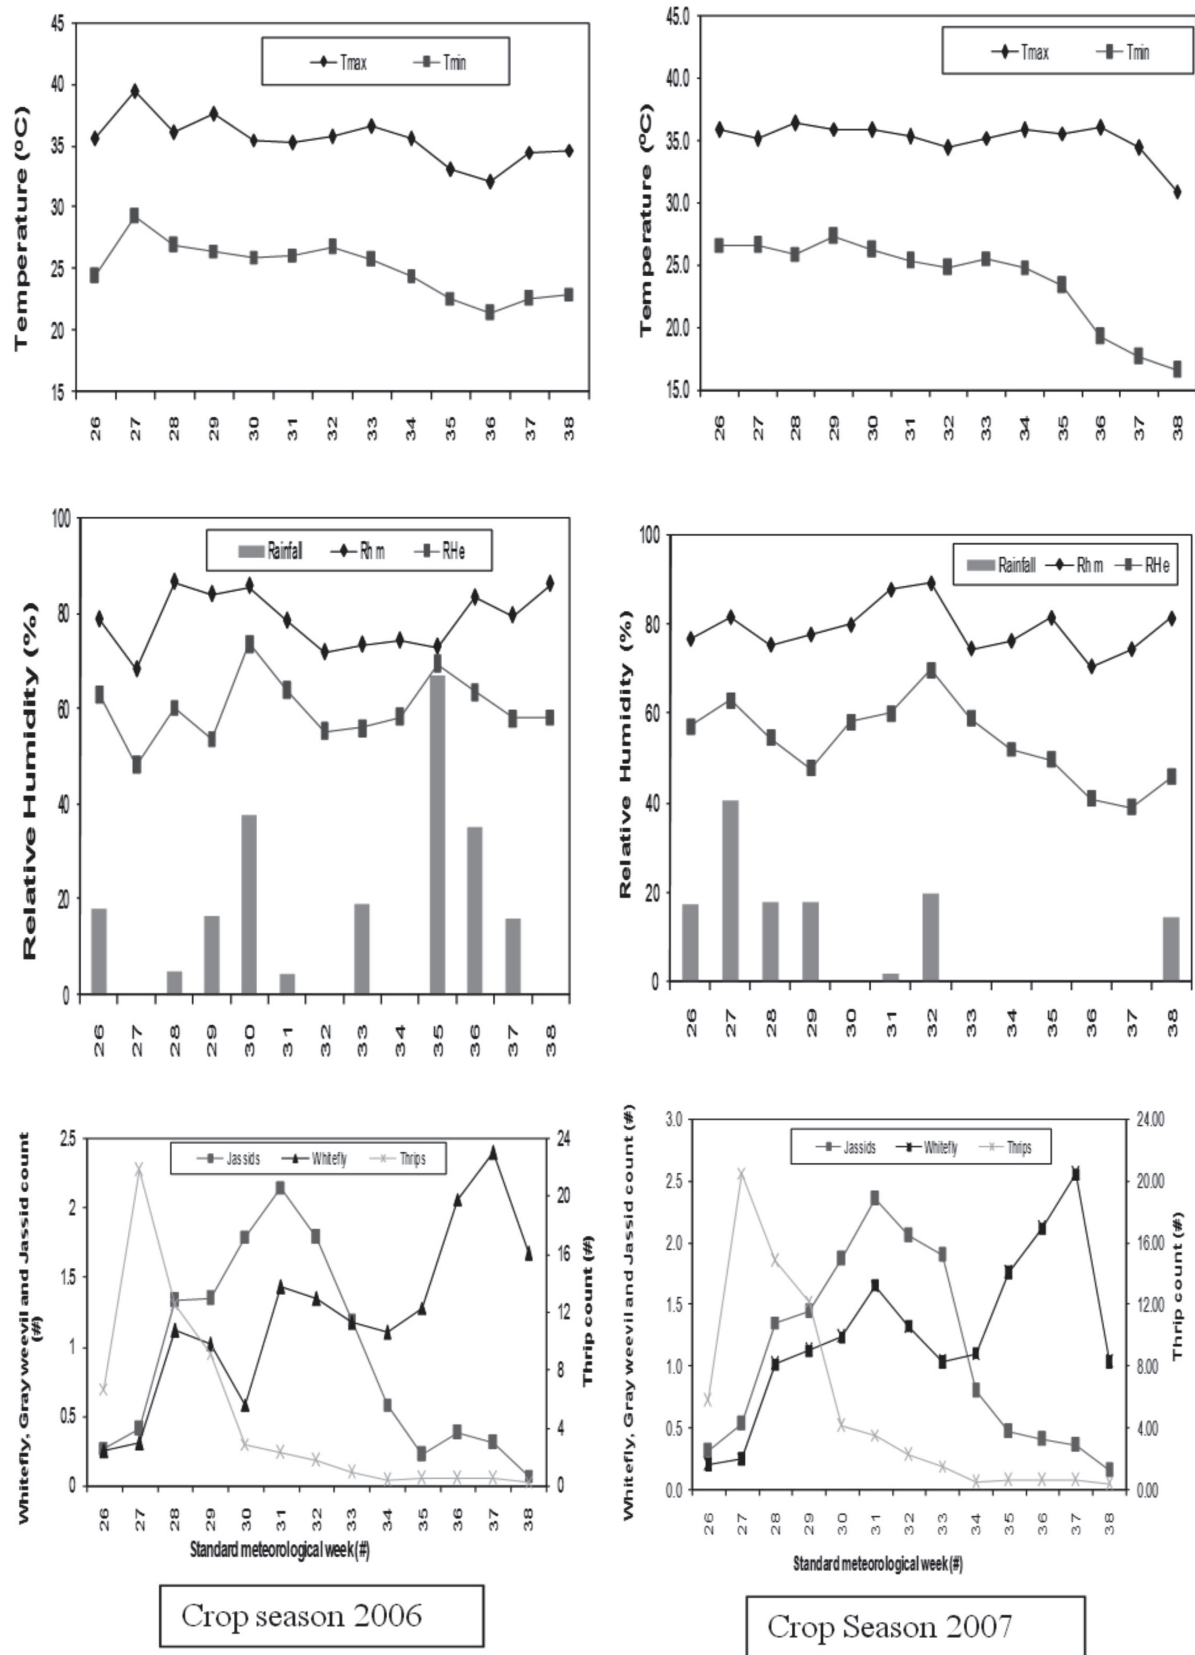 45
40
35
30
25
20
15
Temperature (ºC)
Tmax Tmin
26 27 28 29 30 31 32 33 34 35 36 37 38
45.0
45.0
40.0
35.0
30.0
25.0
20.0
15.0
Temperature (ºC)
Tmax Tmin
26 27 28 29 30 31 32 33 34 35 36 37 38
100
80
60
40
20
0
Relative Humidity (%)
Rainfall Rh m RHe
26 27 28 29 30 31 32 33 34 35 36 37 38
100
80
60
40
20
0
Relative Humidity (%)
Rainfall Rh m RHe
26 27 28 29 30 31 32 33 34 35 36 37 38
Whitefly, Gray weevil and Jassid count
(#)
2.5
2
1.5
1
0.5
0
Jassids Whitefly Thrips
24
20
16
12
8
4
0
Thrip count (#)
26 27 28 29 30 31 32 33 34 35 36 37 38
Standard meteorological week (#)
Crop season 2006
Whitefly, Gray weevil and Jassid count (#)
3.0
2.5
2.0
1.5
1.0
0.5
0.0
Jassids Whitefly Thrips
24.00
20.00
16.00
12.00
8.00
4.00
0.00
Thrip count (#)
26 27 28 29 30 31 32 33 34 35 36 37 38
Standard meteorological week (#)
Crop Season 2007